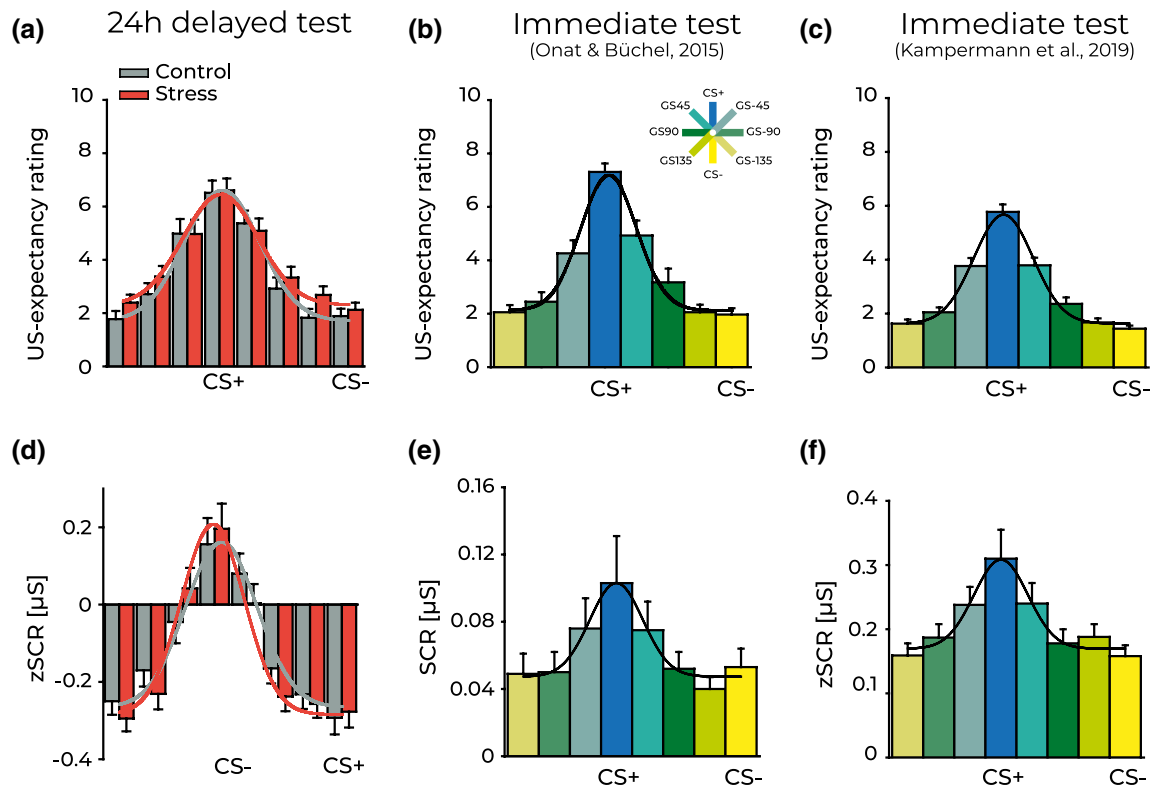 (a)
24h delayed test
Control
Stress
US-expectancy rating
10
8
6
4
2
0
CS+
CS-
(b)
Immediate test
(Onat & Büchel, 2015)
US-expectancy rating
10
8
6
4
2
0
CS+
GS45
GS-45
GS90
GS-90
GS135
GS-135
CS-
CS+
CS-
(c)
Immediate test
(Kampermann et al., 2019)
US-expectancy rating
10
8
6
4
2
0
CS+
CS-
(d)
zSCR [µS]
0.2
0
-0.2
-0.4
CS-
CS+
(e)
SCR [µS]
0.16
0.12
0.08
0.04
0
CS+
CS-
(f)
zSCR [µS]
0.4
0.3
0.2
0.1
0
CS+
CS-